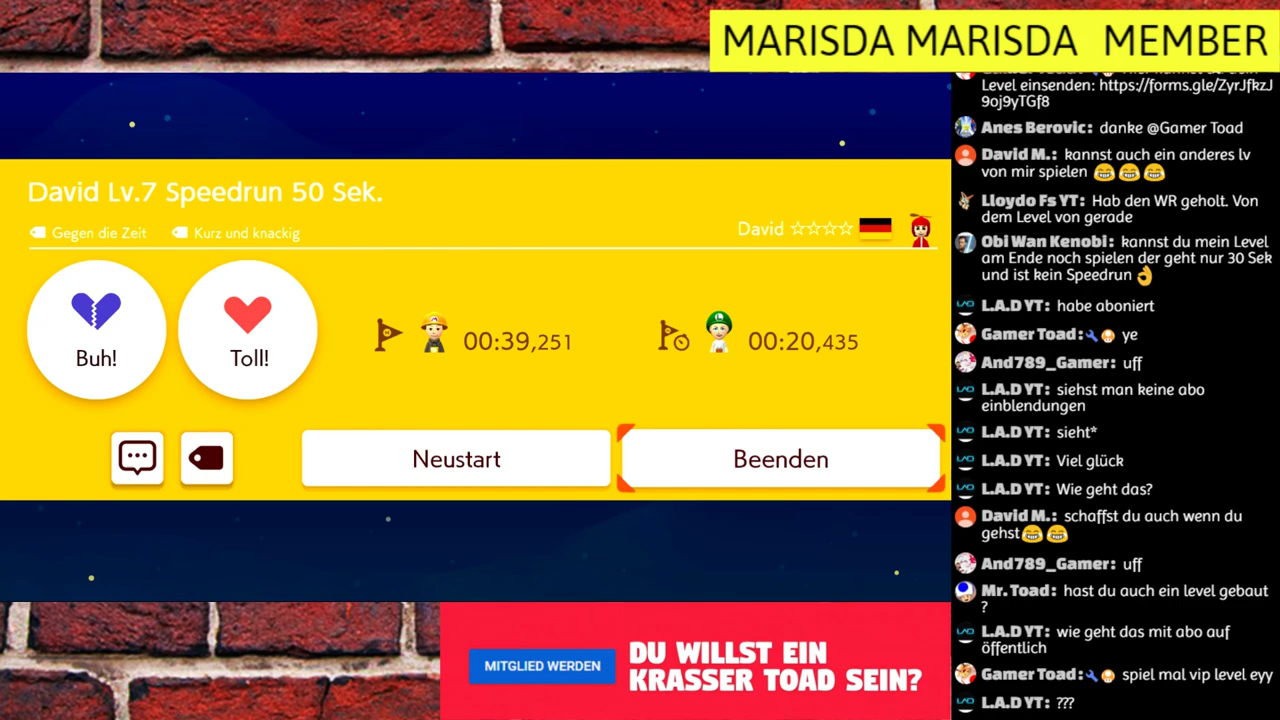 MARISDA MARISDA MEMBER
David Lv.7 Speedrun 50 Sek.
Gegen die Zeit
Kurz und knackig
David ☆☆☆☆
Buh!
Toll!
00:39,251
00:20,435
Neustart
Beenden
MITGLIED WERDEN
DU WILLST EIN
KRASSER TOAD SEIN?
Level einsenden: https://forms.gle/ZyrJfkzJ
9oj9yTGf8
Anes Berovic: danke @Gamer Toad
David M.: kannst auch ein anderes lv
von mir spielen 😂😂😂
Lloydo Fs YT: Hab den WR geholt. Von
dem Level von gerade
Obi Wan Kenobi: kannst du mein Level
am Ende noch spielen der geht nur 30 Sek
und ist kein Speedrun 👌
L.A.D YT: habe aboniert
Gamer Toad: ye
And789_Gamer: uff
L.A.D YT: siehst man keine abo
einblendungen
L.A.D YT: sieht*
L.A.D YT: Viel glück
L.A.D YT: Wie geht das?
David M.: schaffst du auch wenn du
gehst😂😂
And789_Gamer: uff
Mr. Toad: hast du auch ein level gebaut
?
L.A.D YT: wie geht das mit abo auf
öffentlich
Gamer Toad: spiel mal vip level eyy
L.A.D YT: ???